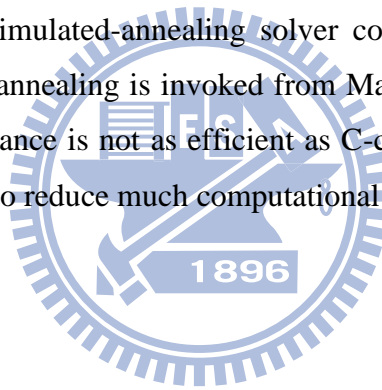 imulated-annealing solver co
annealing is invoked from Ma
ance is not as efficient as C-c
o reduce much computational
E S
1896